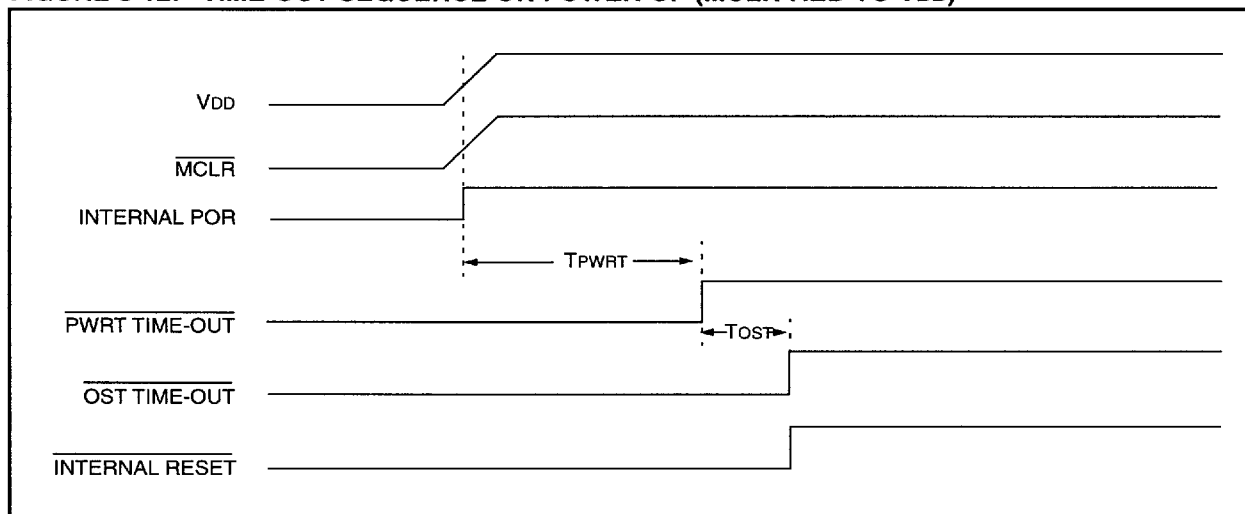 VDD
MCLR
INTERNAL POR
TPWRT
PWRT TIME-OUT
TOST
OST TIME-OUT
INTERNAL RESET